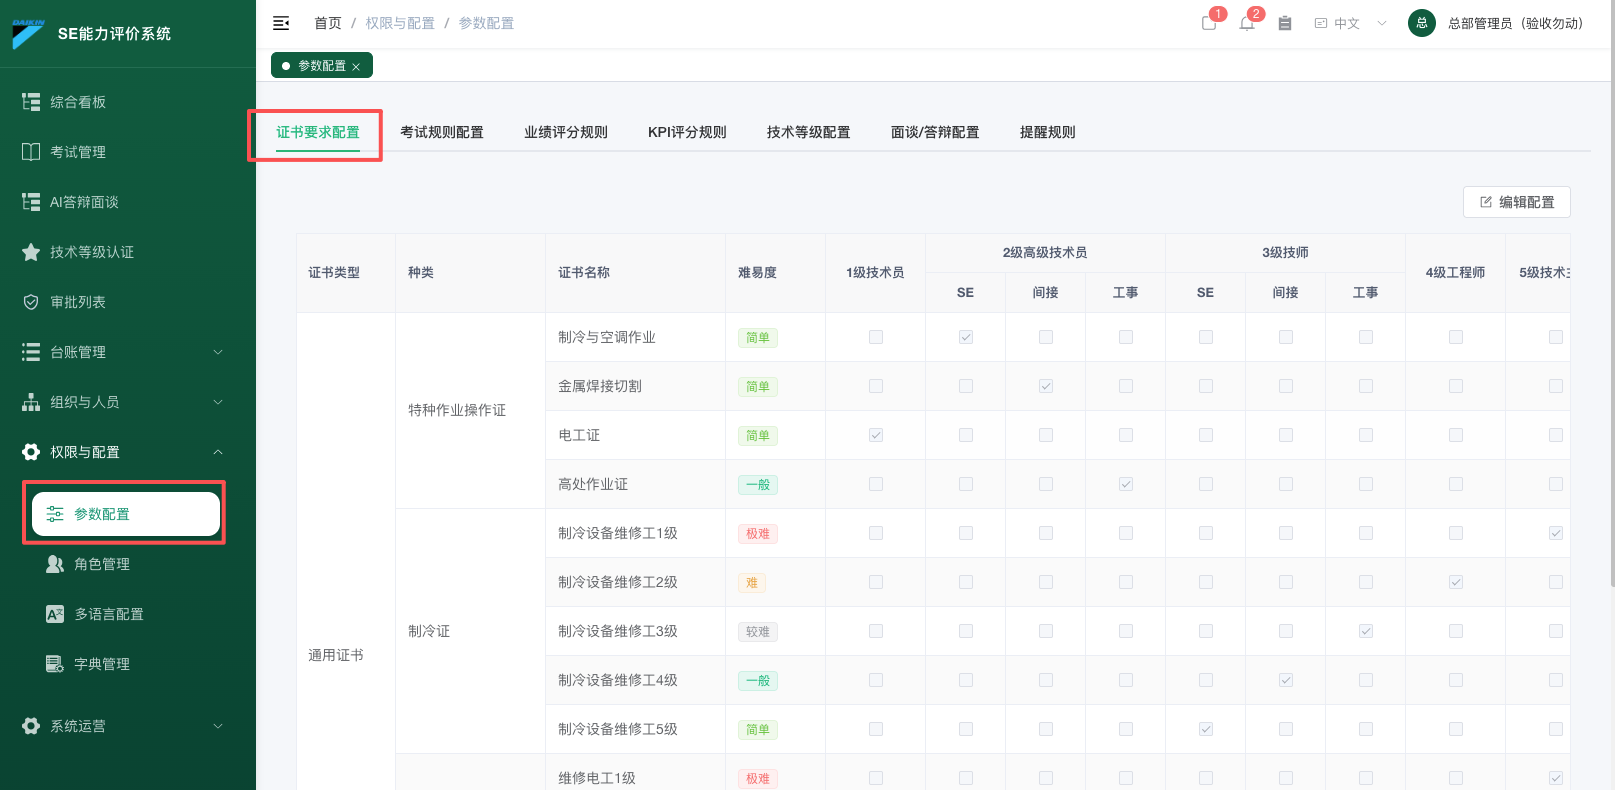 DAIKIN
SE能力评价系统
综合看板
考试管理
AI答辩面谈
技术等级认证
审批列表
台账管理
组织与人员
权限与配置
参数配置
角色管理
多语言配置
字典管理
系统运营
首页 / 权限与配置 / 参数配置
1
2
中文
总
总部管理员（验收勿动）
参数配置
证书要求配置 考试规则配置 业绩评分规则 KPI评分规则 技术等级配置 面谈/答辩配置 提醒规则
编辑配置
证书类型 种类 证书名称 难易度 1级技术员 2级高级技术员 3级技师 4级工程师 5级技术
SE 间接 工事 SE 间接 工事
通用证书
特种作业操作证
制冷与空调作业 简单
金属焊接切割 简单
电工证 简单
高处作业证 一般
制冷证
制冷设备维修工1级 极难
制冷设备维修工2级 难
制冷设备维修工3级 较难
制冷设备维修工4级 一般
制冷设备维修工5级 简单
维修电工1级 极难